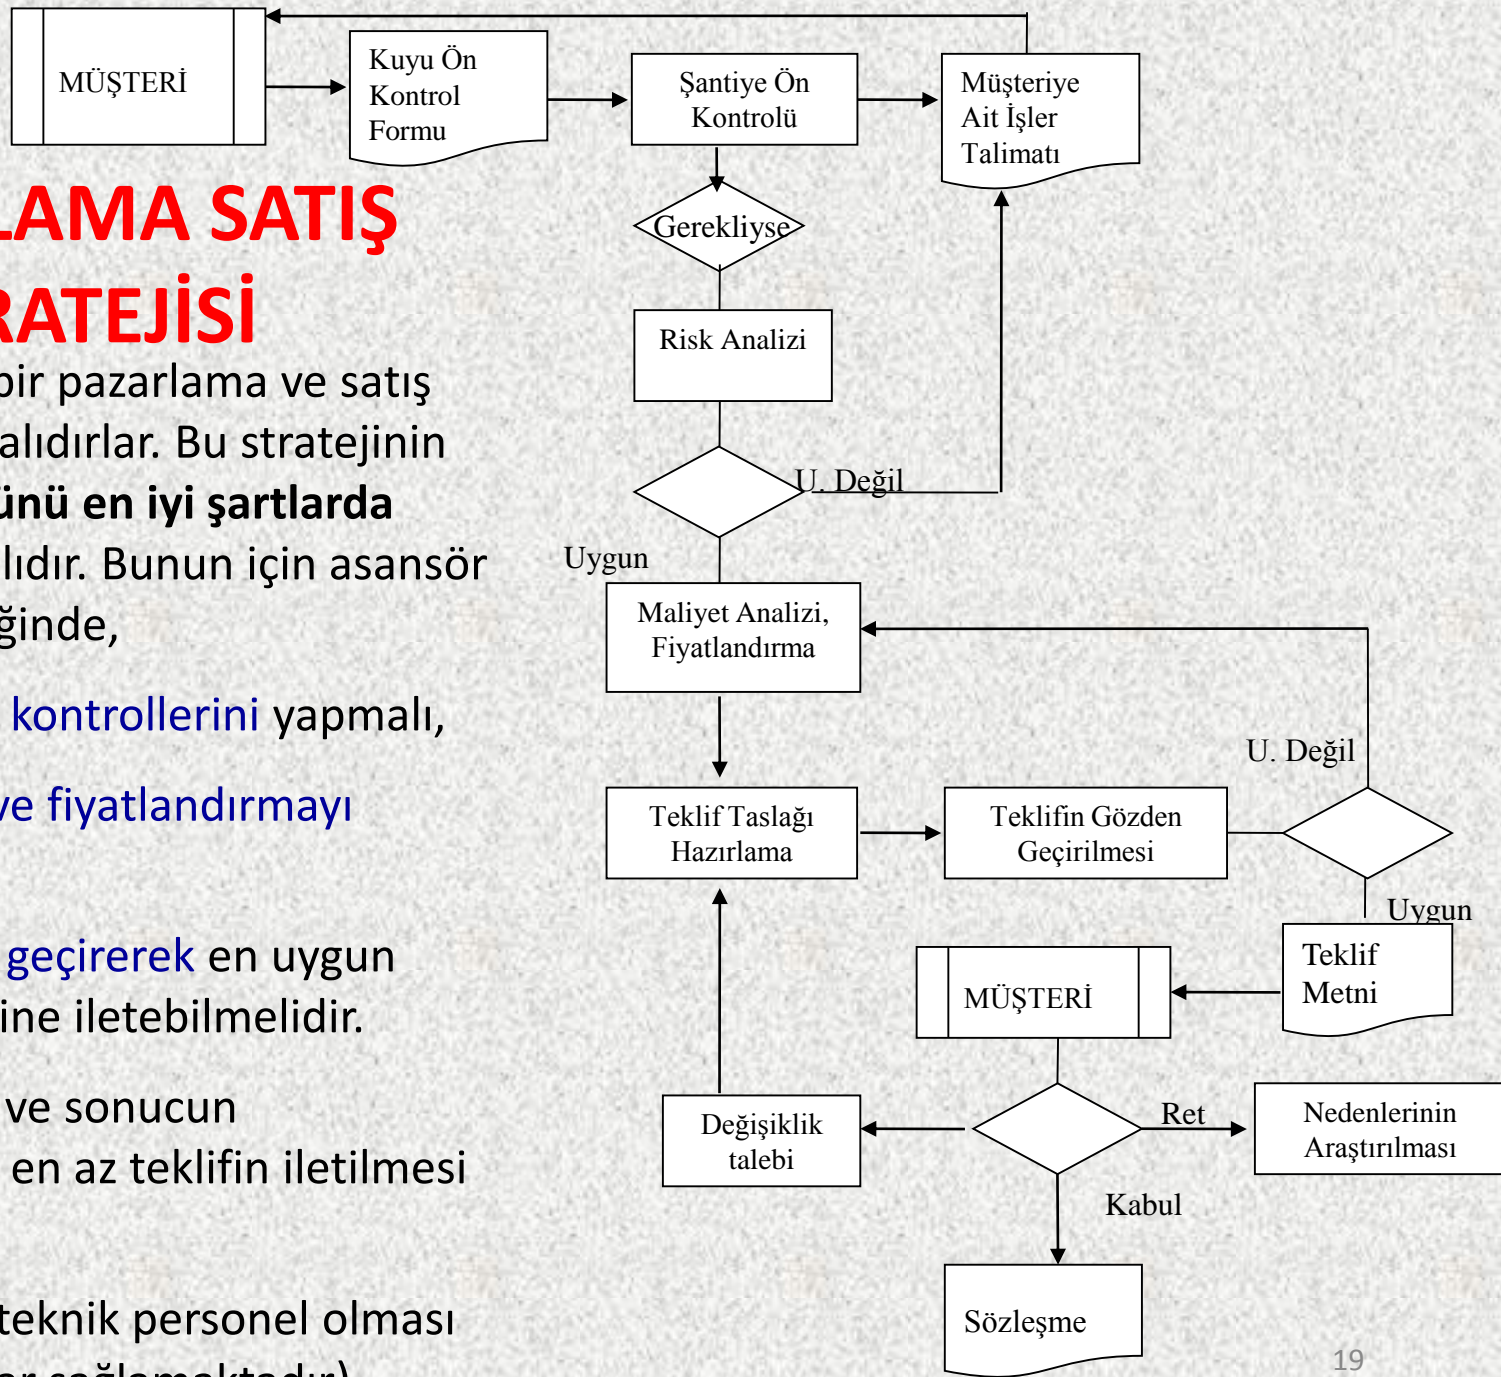 MÜŞTERİ
Kuyu Ön
Kontrol
Formu
Şantiye Ön
Kontrolü
Müşteriye
Ait İşler
Talimatı
Gerekliyse
Risk Analizi
U. Değil
Uygun
Maliyet Analizi,
Fiyatlandırma
U. Değil
Teklif Taslağı
Hazırlama
Teklifin Gözden
Geçirilmesi
Uygun
Teklif
Metni
MÜŞTERİ
Değişiklik
talebi
Ret
Nedenlerinin
Araştırılması
Kabul
Sözleşme
LAMA SATIŞ
RATEJİSİ
bir pazarlama ve satış
alıdırlar. Bu stratejinin
ünü en iyi şartlarda
lıdır. Bunun için asansör
ğinde,
kontrollerini yapmalı,
ve fiyatlandırmayı
geçirerek en uygun
ine iletebilmelidir.
ve sonucun
en az teklifin iletilmesi
teknik personel olması
ar sağlamaktadır)
19